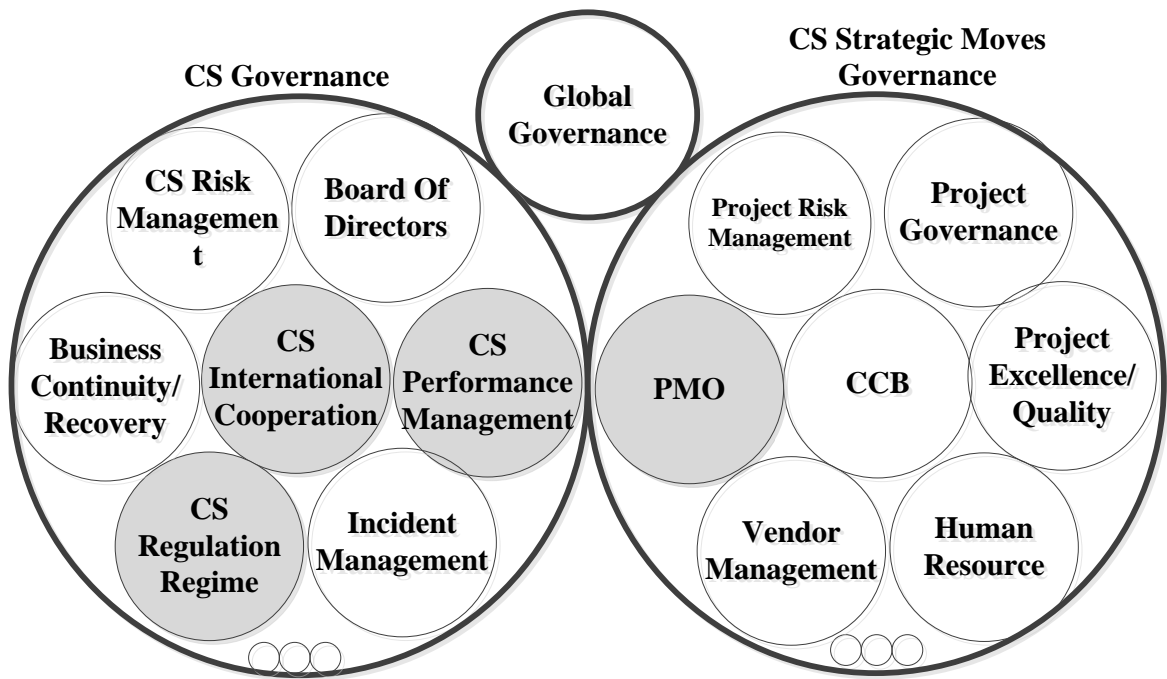 CS Governance
Global
Governance
CS Strategic Moves
Governance
CS Risk
Managemen
t
Board Of
Directors
Business
Continuity/
Recovery
CS
International
Cooperation
CS
Performance
Management
CS
Regulation
Regime
Incident
Management
Project Risk
Management
Project
Governance
PMO
CCB
Project
Excellence/
Quality
Vendor
Management
Human
Resource